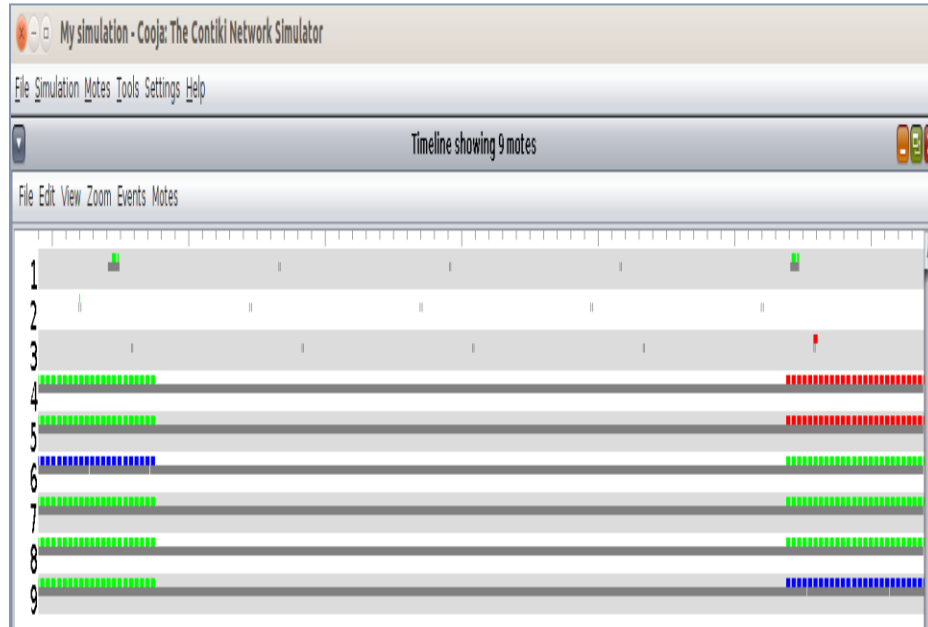 My simulation - Cooja: The Contiki Network Simulator
File Simulation Motes Tools Settings Help
Timeline showing 9 motes
File Edit View Zoom Events Motes
1
2
3
4
5
6
7
8
9